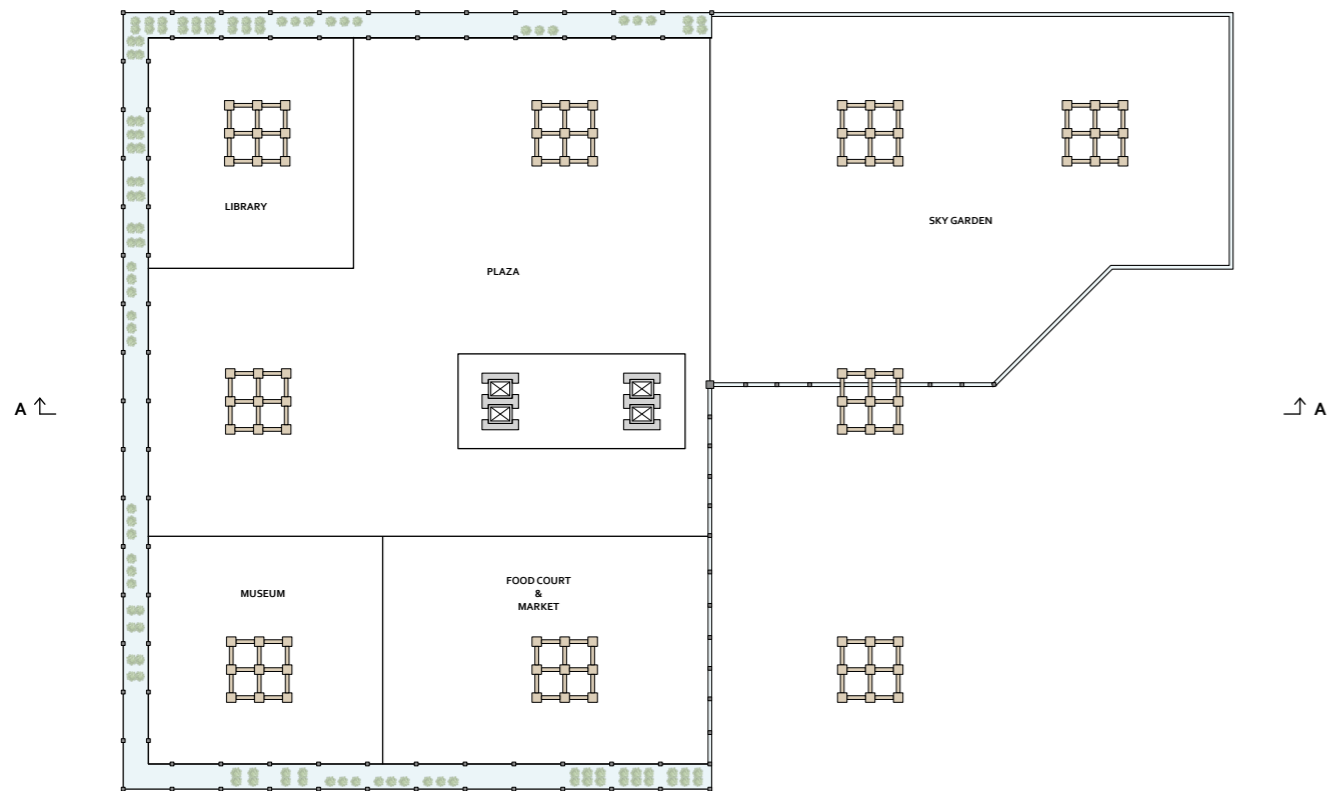 LIBRARY
SKY GARDEN
PLAZA
A
A
MUSEUM
FOOD COURT
&
MARKET